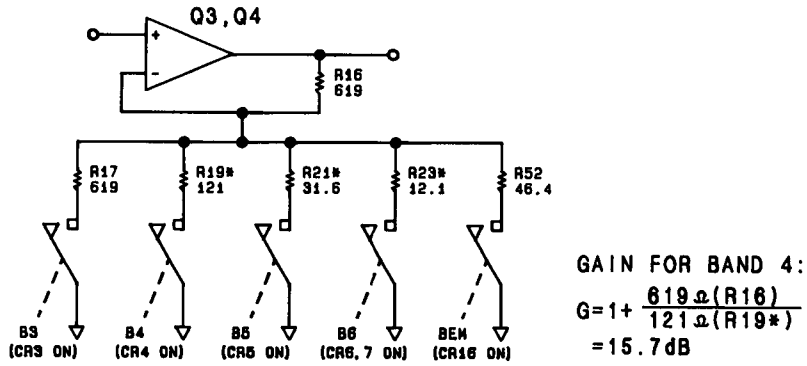 Q3,Q4
+
-
R16
619
R17
619
R19*
121
R21*
31.6
R23*
12.1
R52
46.4
B3
(CR3 ON)
B4
(CR4 ON)
B5
(CR5 ON)
B6
(CR6,7 ON)
BEM
(CR16 ON)
GAIN FOR BAND 4:
G=1+ 619Ω(R16)
121Ω(R19*)
=15.7dB